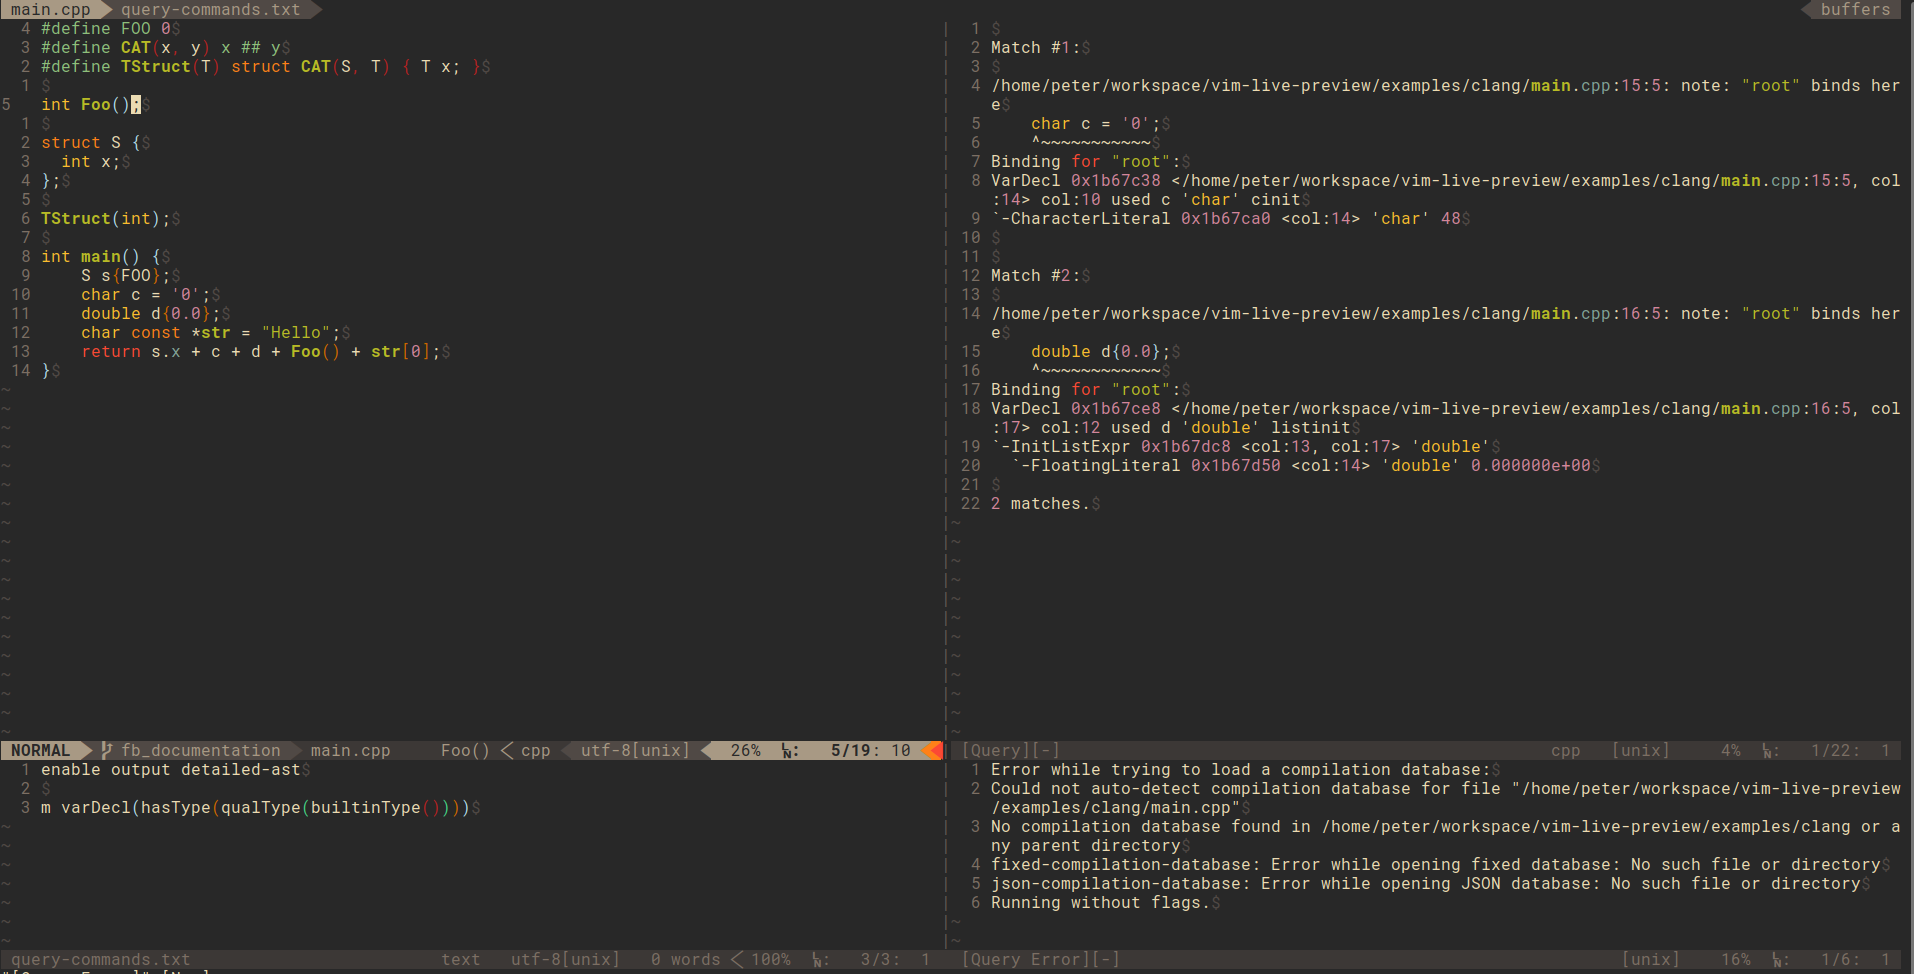 main.cpp query-commands.txt buffers
4 #define FOO 0$
3 #define CAT(x, y) x ## y$
2 #define TStruct(T) struct CAT(S, T) { T x; }$
1 $
5 int Foo();$
1 $
2 struct S {$
3   int x;$
4 };$
5 $
6 TStruct(int);$
7 $
8 int main() {$
9     S s{FOO};$
10     char c = '0';$
11     double d{0.0};$
12     char const *str = "Hello";$
13     return s.x + c + d + Foo() + str[0];$
14 }$
NORMAL fb_documentation main.cpp Foo() < cpp utf-8[unix] 26% LN: 5/19: 10
1 enable output detailed-ast$
2 $
3 m varDecl(hasType(qualType(builtinType())))$
query-commands.txt text utf-8[unix] 0 words < 100% LN: 3/3: 1
1 $
2 Match #1:$
3 $
4 /home/peter/workspace/vim-live-preview/examples/clang/main.cpp:15:5: note: "root" binds her
e$
5     char c = '0';$
6     ^~~~~~~~~~~~$
7 Binding for "root":$
8 VarDecl 0x1b67c38 </home/peter/workspace/vim-live-preview/examples/clang/main.cpp:15:5, col
:14> col:10 used c 'char' cinit$
9 `-CharacterLiteral 0x1b67ca0 <col:14> 'char' 48$
10 $
11 $
12 Match #2:$
13 $
14 /home/peter/workspace/vim-live-preview/examples/clang/main.cpp:16:5: note: "root" binds her
e$
15     double d{0.0};$
16     ^~~~~~~~~~~~~$
17 Binding for "root":$
18 VarDecl 0x1b67ce8 </home/peter/workspace/vim-live-preview/examples/clang/main.cpp:16:5, col
:17> col:12 used d 'double' listinit$
19 `-InitListExpr 0x1b67dc8 <col:13, col:17> 'double'$
20   `-FloatingLiteral 0x1b67d50 <col:14> 'double' 0.000000e+00$
21 $
22 2 matches.$
[Query][-] cpp [unix] 4% LN: 1/22: 1
1 Error while trying to load a compilation database:$
2 Could not auto-detect compilation database for file "/home/peter/workspace/vim-live-preview
/examples/clang/main.cpp"$
3 No compilation database found in /home/peter/workspace/vim-live-preview/examples/clang or a
ny parent directory$
4 fixed-compilation-database: Error while opening fixed database: No such file or directory$
5 json-compilation-database: Error while opening JSON database: No such file or directory$
6 Running without flags.$
[Query Error][-] [unix] 16% LN: 1/6: 1